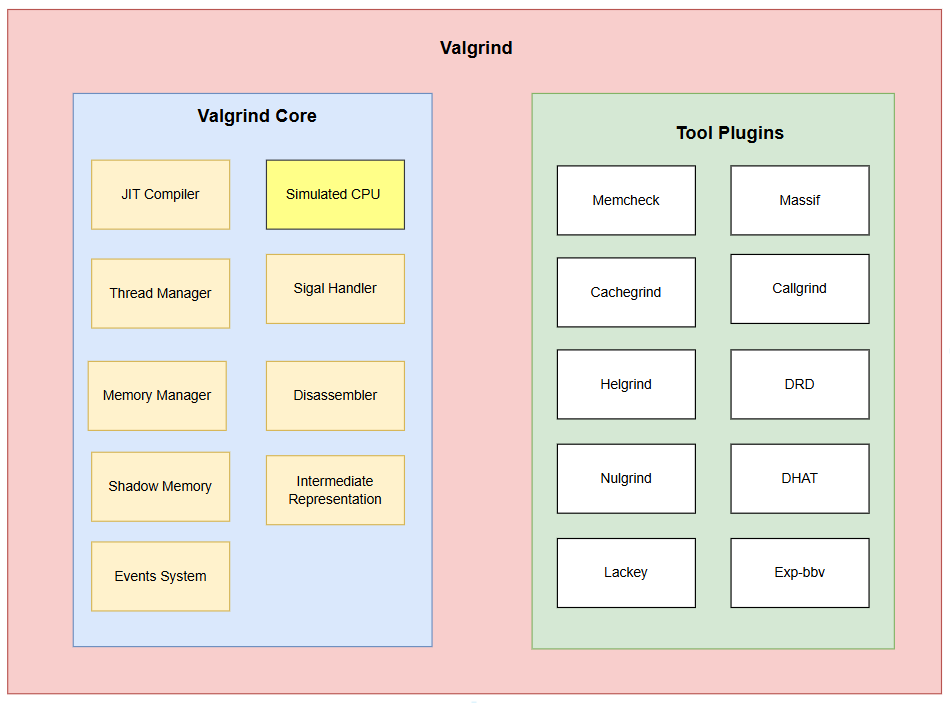 Valgrind
Valgrind Core
JIT Compiler
Simulated CPU
Thread Manager
Sigal Handler
Memory Manager
Disassembler
Shadow Memory
Intermediate
Representation
Events System
Tool Plugins
Memcheck
Massif
Cachegrind
Callgrind
Helgrind
DRD
Nulgrind
DHAT
Lackey
Exp-bbv